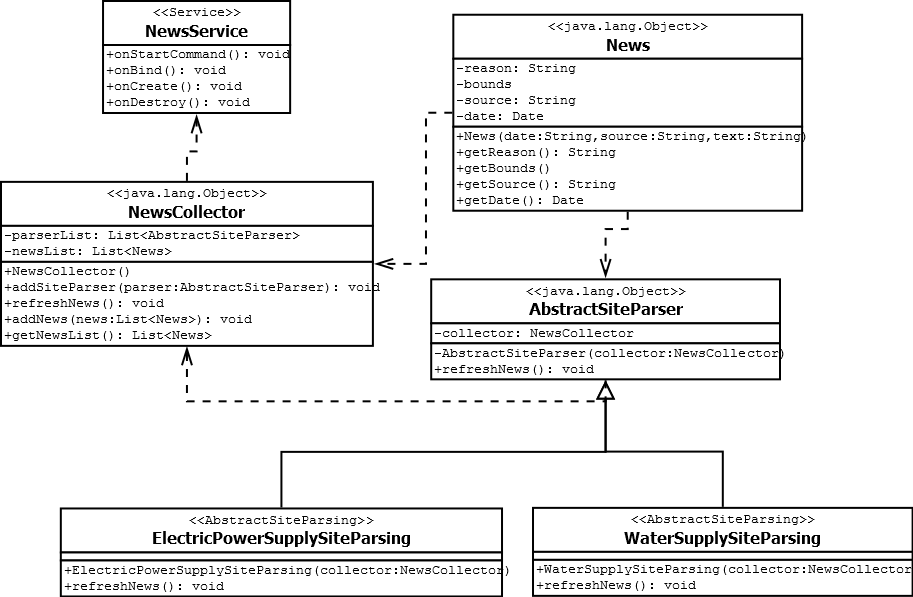 <<Service>>
NewsService
+onStartCommand(): void
+onBind(): void
+onCreate(): void
+onDestroy(): void
<<java.lang.Object>>
News
-reason: String
-bounds
-source: String
-date: Date
+News(date:String,source:String,text:String)
+getReason(): String
+getBounds()
+getSource(): String
+getDate(): Date
<<java.lang.Object>>
NewsCollector
-parserList: List<AbstractSiteParser>
-newsList: List<News>
+NewsCollector()
+addSiteParser(parser:AbstractSiteParser): void
+refreshNews(): void
+addNews(news:List<News>): void
+getNewsList(): List<News>
<<java.lang.Object>>
AbstractSiteParser
-collector: NewsCollector
-AbstractSiteParser(collector:NewsCollector)
+refreshNews(): void
<<AbstractSiteParsing>>
ElectricPowerSupplySiteParsing
+ElectricPowerSupplySiteParsing(collector:NewsCollector)
+refreshNews(): void
<<AbstractSiteParsing>>
WaterSupplySiteParsing
+WaterSupplySiteParsing(collector:NewsCollector
+refreshNews(): void